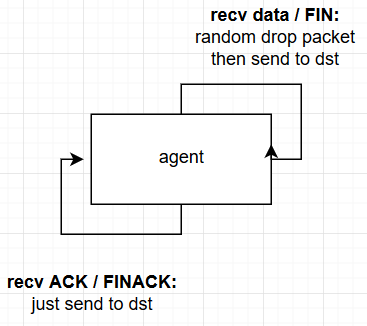 recv data / FIN:
random drop packet
then send to dst
agent
recv ACK / FINACK:
just send to dst